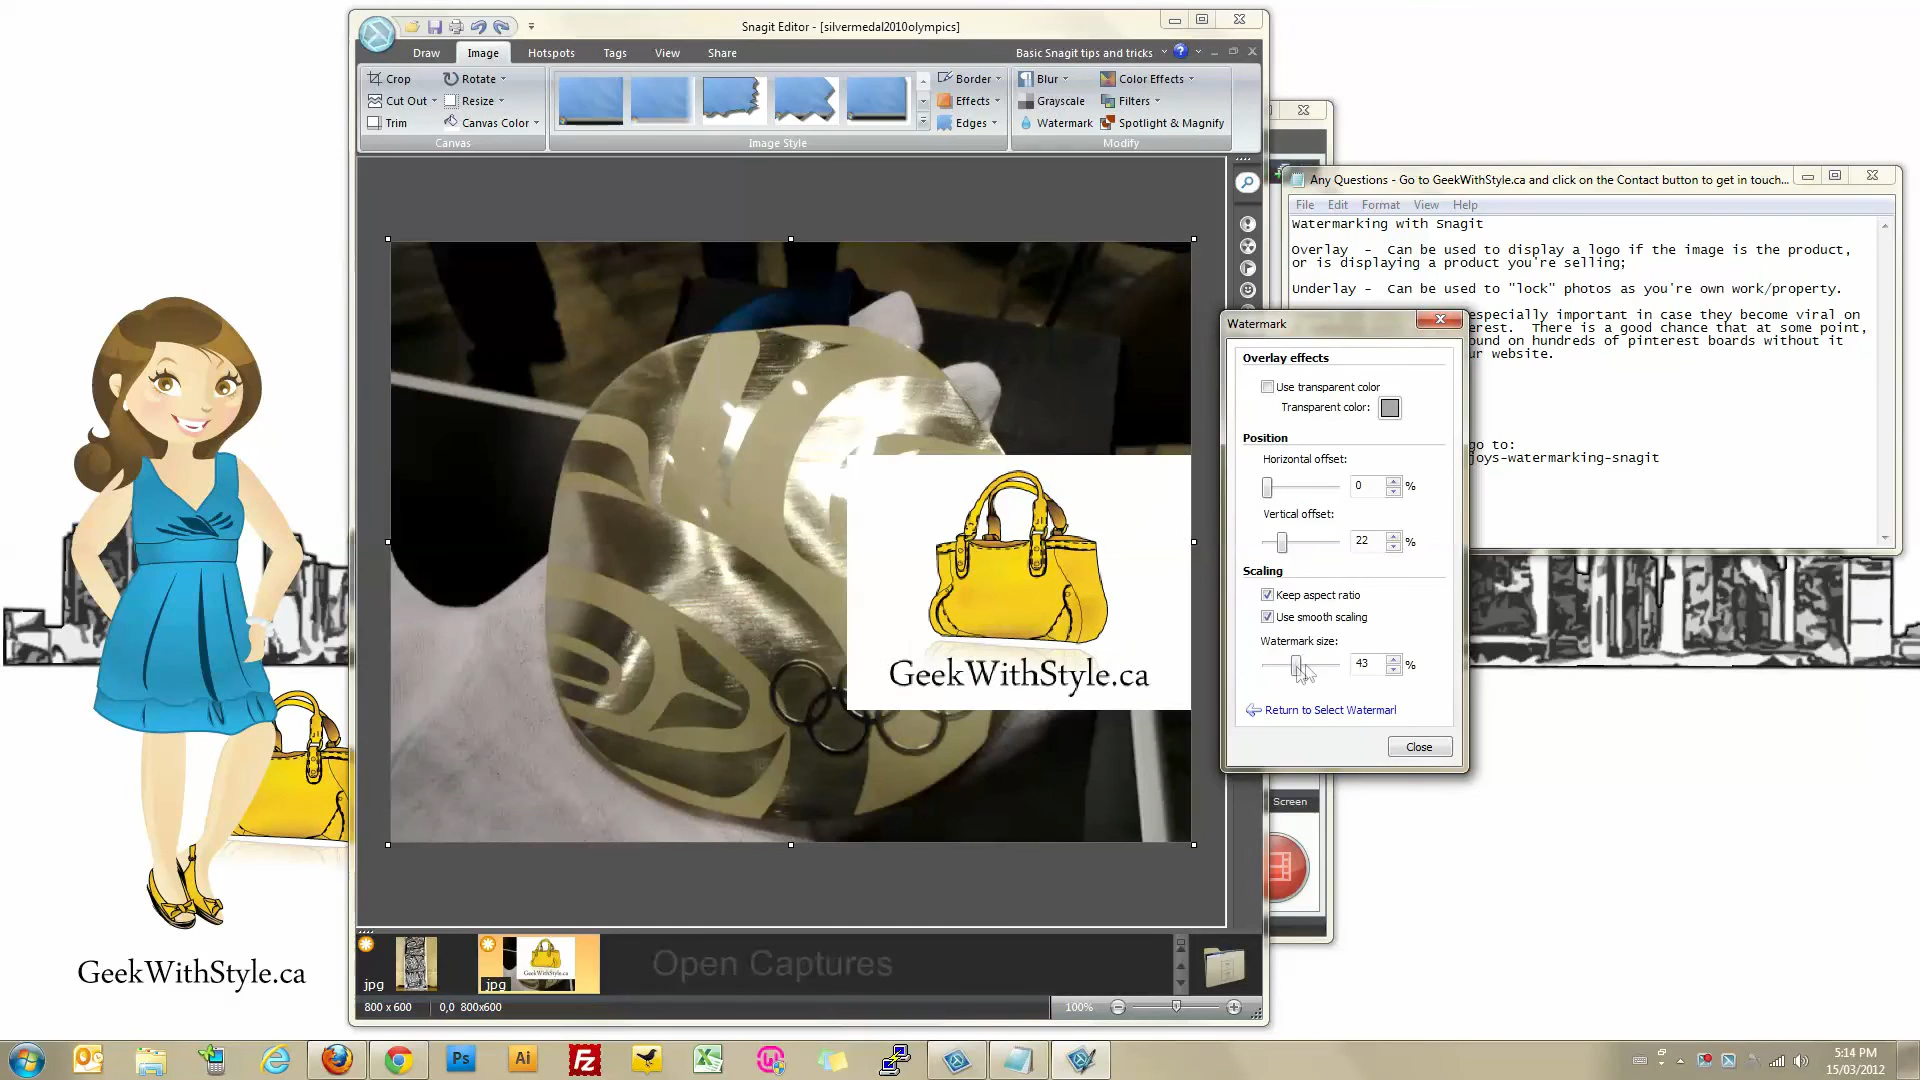 Snagit Editor - [silvermedal2010olympics]
Draw Image Hotspots Tags View Share
Basic Snagit tips and tricks
Crop Rotate
Cut Out Resize
Trim Canvas Color
Canvas
Image Style
Border
Effects
Edges
Blur Color Effects
Grayscale Filters
Watermark Spotlight & Magnify
Modify
Any Questions - Go to GeekWithStyle.ca and click on the Contact button to get in touch...
File Edit Format View Help
Watermarking with Snagit
Overlay - Can be used to display a logo if the image is the product,
or is displaying a product you're selling;
Underlay - Can be used to "lock" photos as you're own work/property.
especially important in case they become viral on
erest. There is a good chance that at some point,
ound on hundreds of pinterest boards without it
ur website.
go to:
joys-watermarking-snagit
Watermark
Overlay effects
Use transparent color
Transparent color:
Position
Horizontal offset:
0 %
Vertical offset:
22 %
Scaling
Keep aspect ratio
Use smooth scaling
Watermark size:
43 %
Return to Select Watermarl
Close
Screen
GeekWithStyle.ca
GeekWithStyle.ca
jpg
jpg
GeekWithStyle.ca
Open Captures
800 x 600 0,0 800x600
100%
Ps Ai
5:14 PM
15/03/2012